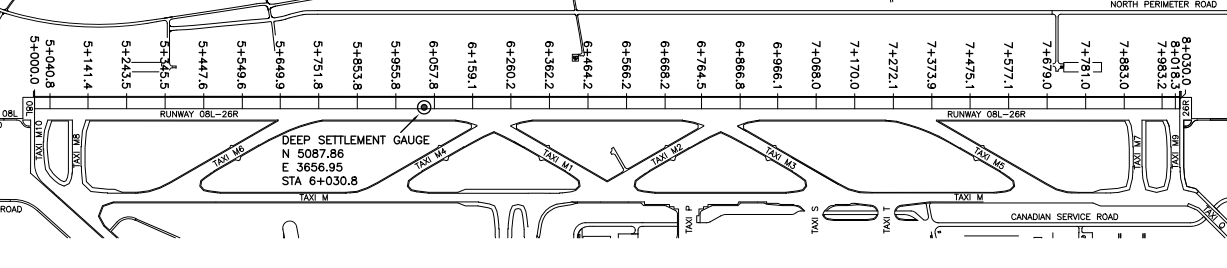 NORTH PERIMETER ROAD
5+000.0
5+040.8
5+141.4
5+243.5
5+345.5
5+447.6
5+549.6
5+649.9
5+751.8
5+853.8
5+955.8
6+057.8
6+159.1
6+260.2
6+362.2
6+464.2
6+566.2
6+668.2
6+764.5
6+866.8
6+966.1
7+068.0
7+170.0
7+272.1
7+373.9
7+475.1
7+577.1
7+679.0
7+781.0
7+883.0
7+983.2
8+018.3
8+030.0
08L
08L
RUNWAY 08L-26R
RUNWAY 08L-26R
26R
TAXI M10
TAXI M8
TAXI M6
DEEP SETTLEMENT GAUGE
N 5087.86
E 3656.95
STA 6+030.8
TAXI M4
TAXI M1
TAXI M2
TAXI M3
TAXI M5
TAXI M7
TAXI M9
TAXI M
TAXI M
ROAD
TAXI P
TAXI S
TAXI T
CANADIAN SERVICE ROAD
TAXI Q